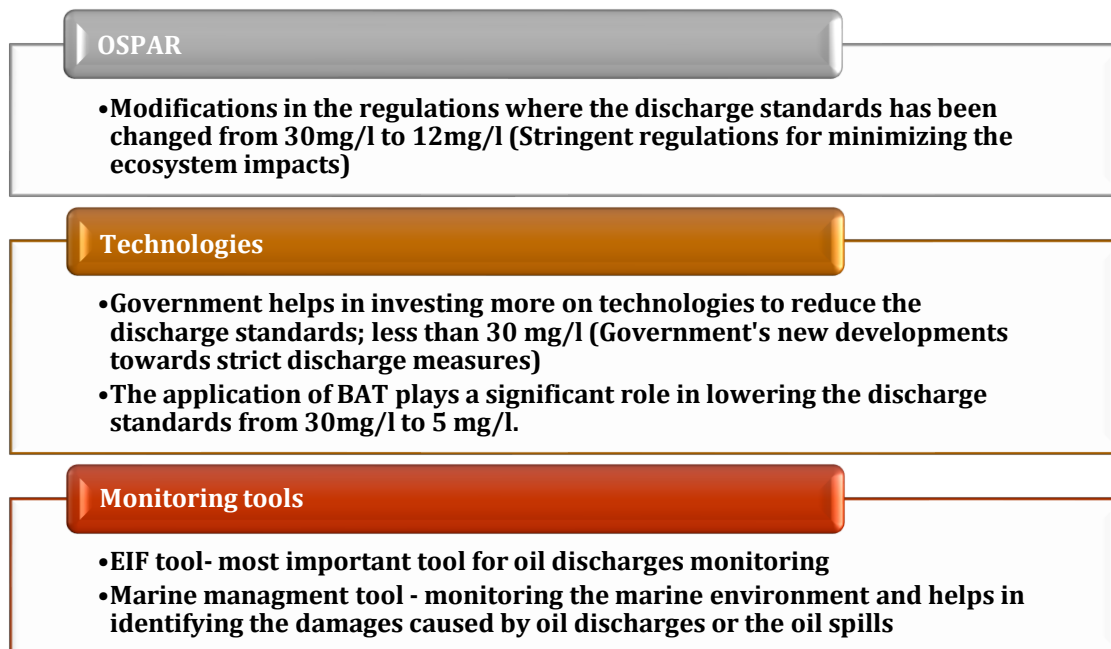 OSPAR
•Modifications in the regulations where the discharge standards has been
changed from 30mg/l to 12mg/l (Stringent regulations for minimizing the
ecosystem impacts)
Technologies
•Government helps in investing more on technologies to reduce the
discharge standards; less than 30 mg/l (Government's new developments
towards strict discharge measures)
•The application of BAT plays a significant role in lowering the discharge
standards from 30mg/l to 5 mg/l.
Monitoring tools
•EIF tool- most important tool for oil discharges monitoring
•Marine managment tool - monitoring the marine environment and helps in
identifying the damages caused by oil discharges or the oil spills